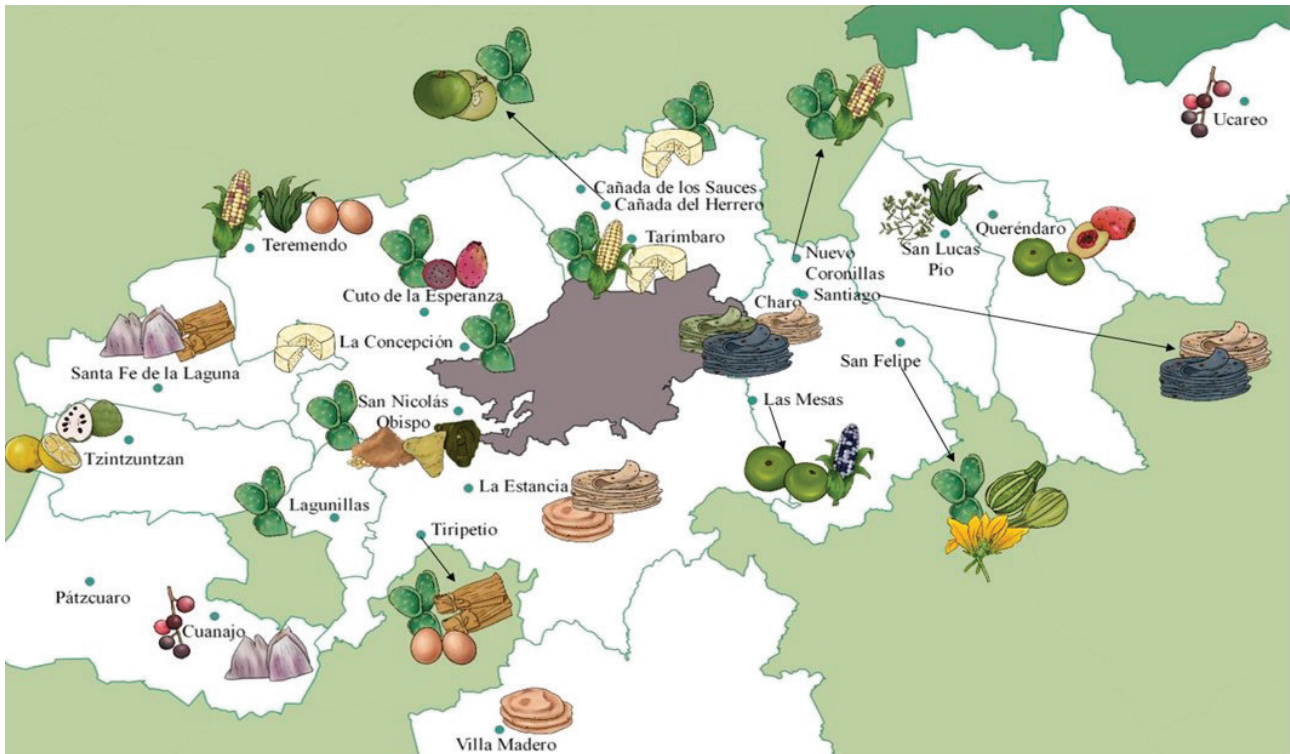 Ucareo
Cañada de los Sauces
Cañada del Herrero
Teremendo
Tarimbaro
Queréndaro
San Lucas
Pío
Nuevo
Coronillas
Cuto de la Esperanza
Charo
Santiago
La Concepción
San Felipe
Santa Fe de la Laguna
San Nicolás
Obispo
Las Mesas
Tzintzuntzan
La Estancia
Lagunillas
Tiripetio
Pátzcuaro
Cuanajo
Villa Madero